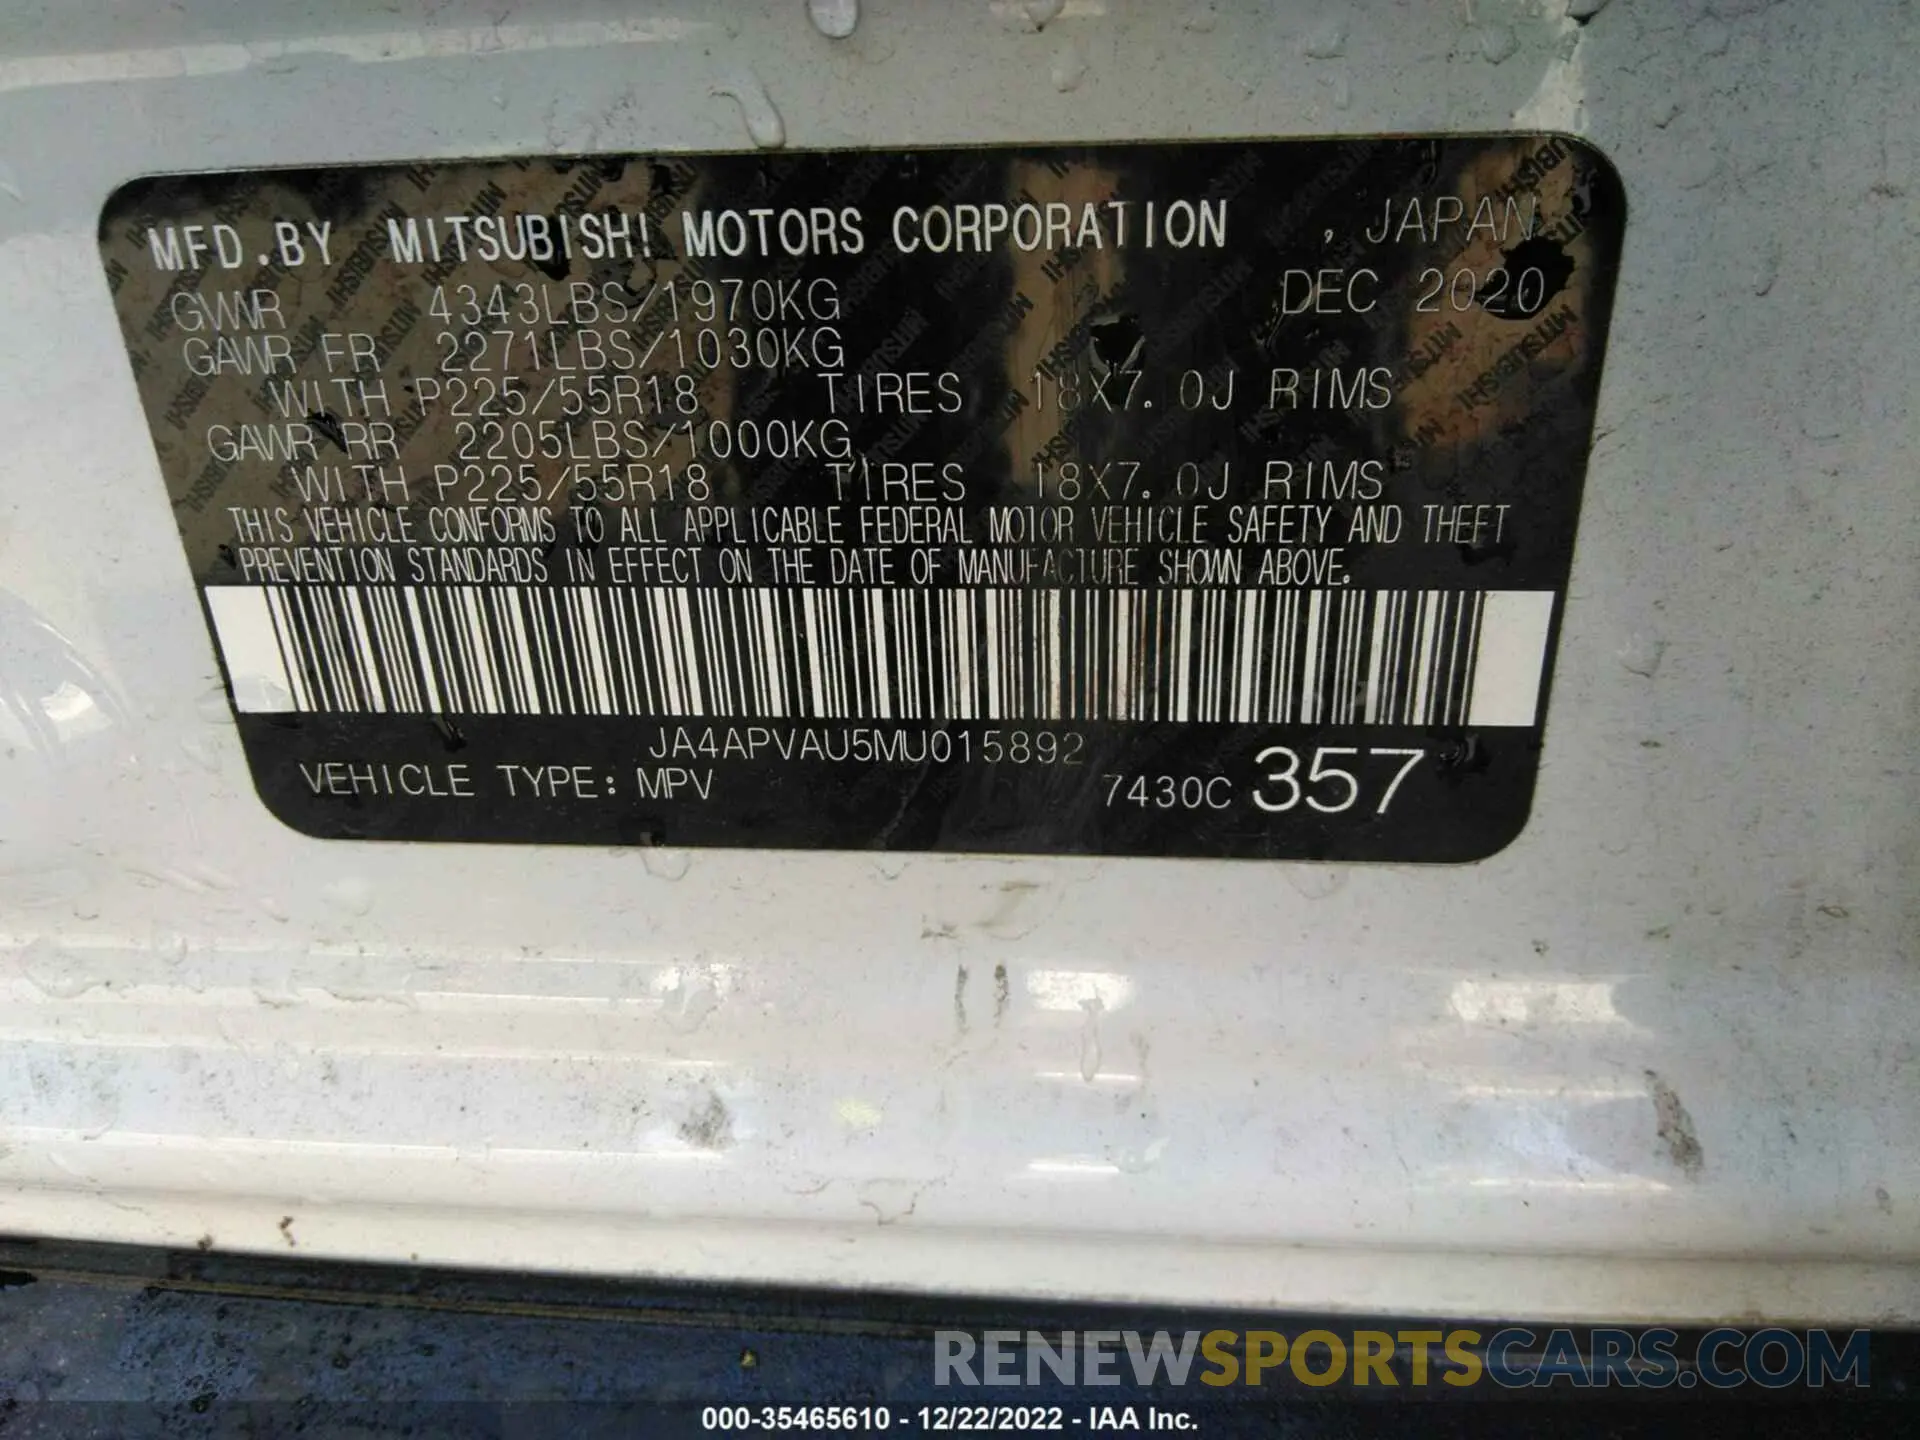 MFD.BY MITSUBISHI MOTORS CORPORATION , JAPAN
GVWR 4343LBS/1970KG DEC 2020
GAWR FR 2271LBS/1030KG
WITH P225/55R18 TIRES 18X7.0J RIMS
GAWR RR 2205LBS/1000KG
WITH P225/55R18 TIRES 18X7.0J RIMS
THIS VEHICLE CONFORMS TO ALL APPLICABLE FEDERAL MOTOR VEHICLE SAFETY AND THEFT
PREVENTION STANDARDS IN EFFECT ON THE DATE OF MANUFACTURE SHOWN ABOVE.
JA4APVAU5MU015892
VEHICLE TYPE: MPV 7430C 357
RENEWSPORTSCARS.COM
000-35465610 - 12/22/2022 - IAA Inc.